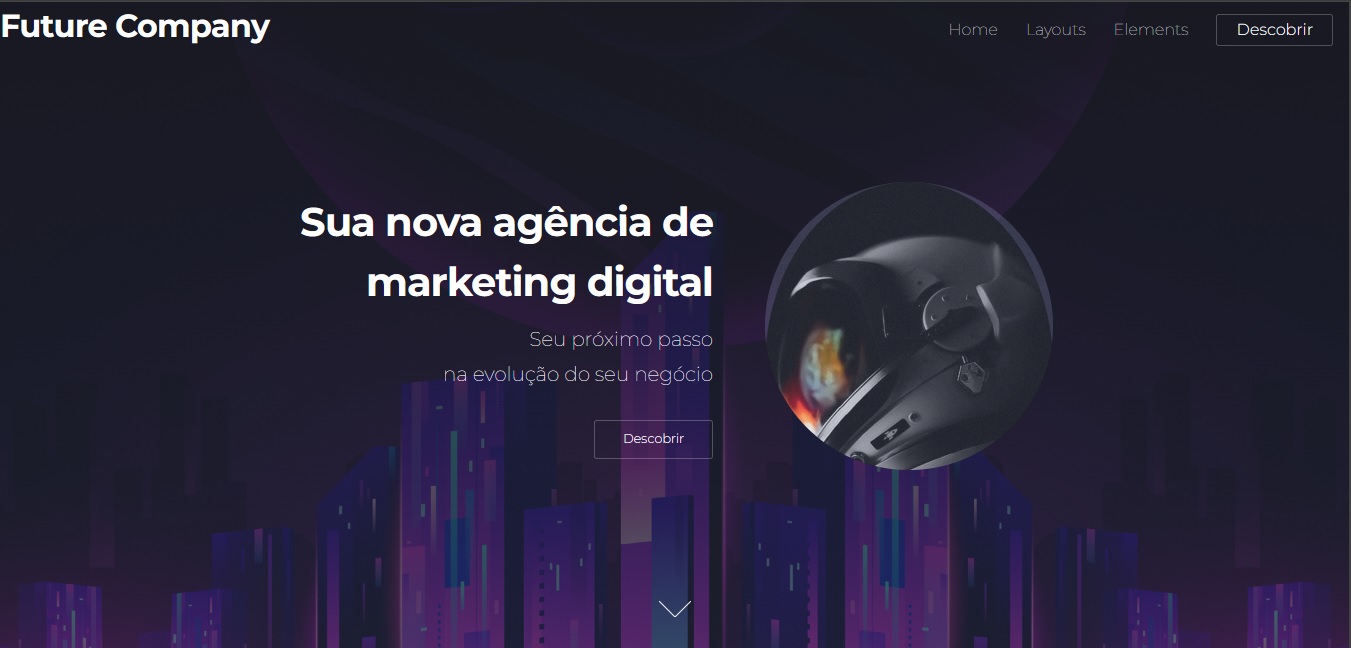 Future Company
Home
Layouts
Elements
Descobrir
Sua nova agência de
marketing digital
Seu próximo passo
na evolução do seu negócio
Descobrir